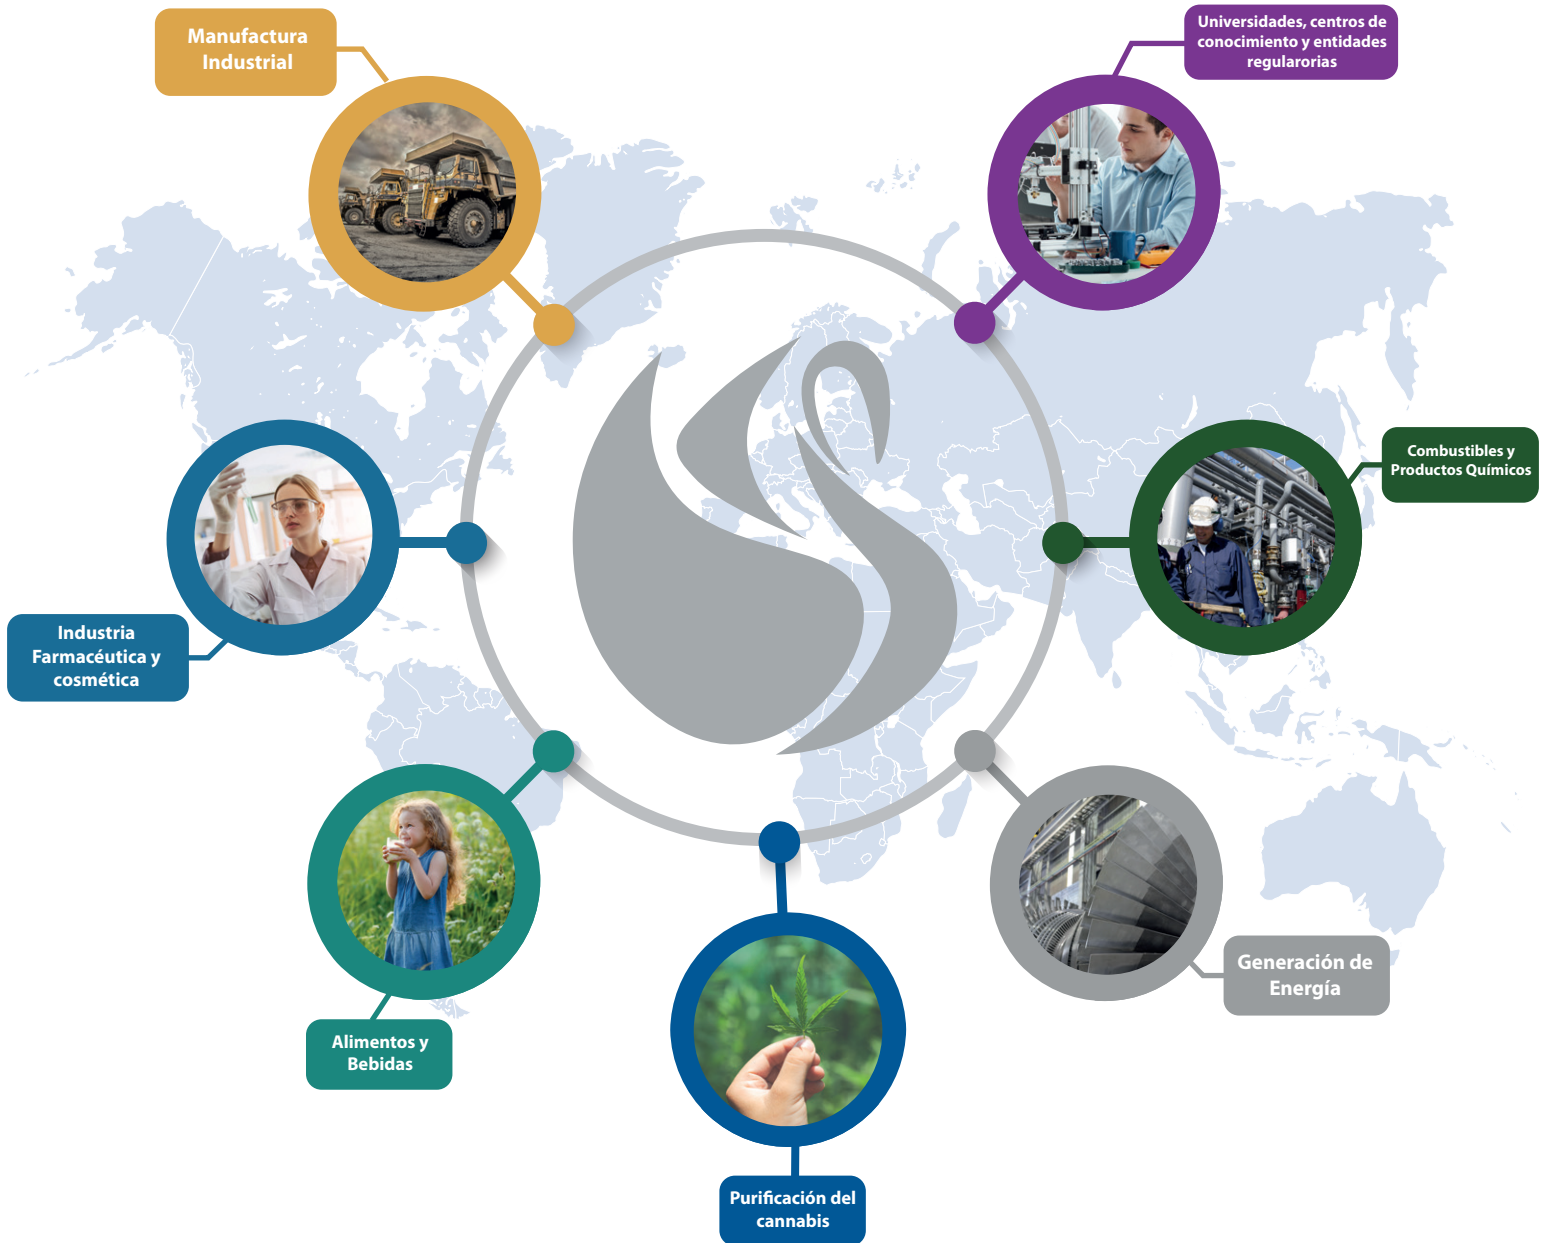 Manufactura
Industrial
Universidades, centros de
conocimiento y entidades
regularorias
Combustibles y
Productos Químicos
Industria
Farmacéutica y
cosmética
Generación de
Energía
Alimentos y
Bebidas
Purificación del
cannabis